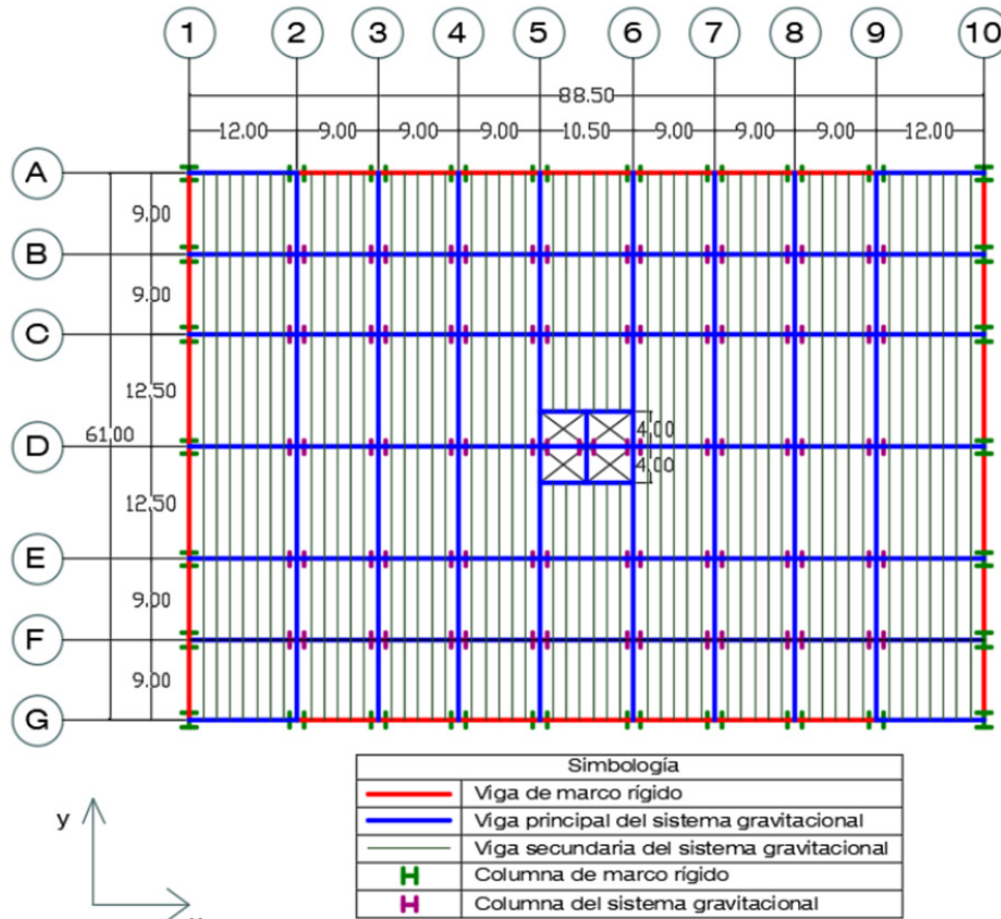 1 2 3 4 5 6 7 8 9 10
88.50
12.00 9.00 9.00 9.00 10.50 9.00 9.00 9.00 12.00
A
9.00
B
9.00
C
12.50
4.00
D
61.00
4.00
12.50
E
9.00
F
9.00
G
Simbología
Viga de marco rígido
Viga principal del sistema gravitacional
y
Viga secundaria del sistema gravitacional
H Columna de marco rígido
H Columna del sistema gravitacional